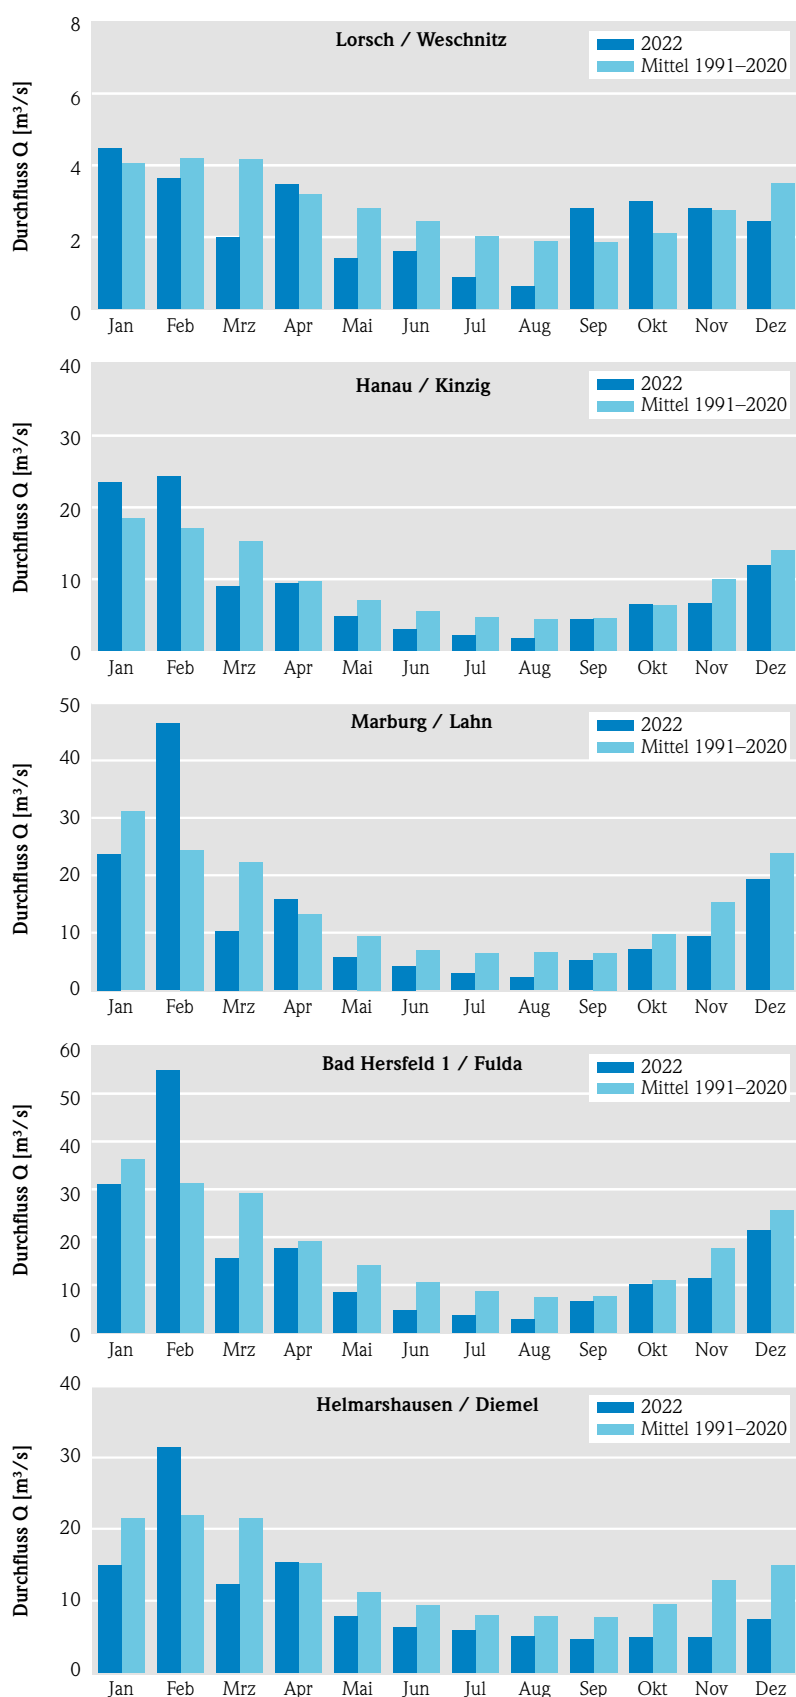 Lorsch / Weschnitz
2022
Mittel 1991–2020
Durchfluss Q [m³/s]
8
6
4
2
0
Jan Feb Mrz Apr Mai Jun Jul Aug Sep Okt Nov Dez
Hanau / Kinzig
2022
Mittel 1991–2020
Durchfluss Q [m³/s]
40
30
20
10
0
Jan Feb Mrz Apr Mai Jun Jul Aug Sep Okt Nov Dez
Marburg / Lahn
2022
Mittel 1991–2020
Durchfluss Q [m³/s]
50
40
30
20
10
0
Jan Feb Mrz Apr Mai Jun Jul Aug Sep Okt Nov Dez
Bad Hersfeld 1 / Fulda
2022
Mittel 1991–2020
Durchfluss Q [m³/s]
60
50
40
30
20
10
0
Jan Feb Mrz Apr Mai Jun Jul Aug Sep Okt Nov Dez
Helmarshausen / Diemel
2022
Mittel 1991–2020
Durchfluss Q [m³/s]
40
30
20
10
0
Jan Feb Mrz Apr Mai Jun Jul Aug Sep Okt Nov Dez